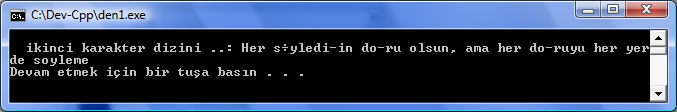 C:\Dev-Cpp\den1.exe
ikinci karakter dizini ..: Her s÷yledi-in do-ru olsun, ama her do-ruyu her yer
de soyleme
Devam etmek için bir tuşa basın . . .